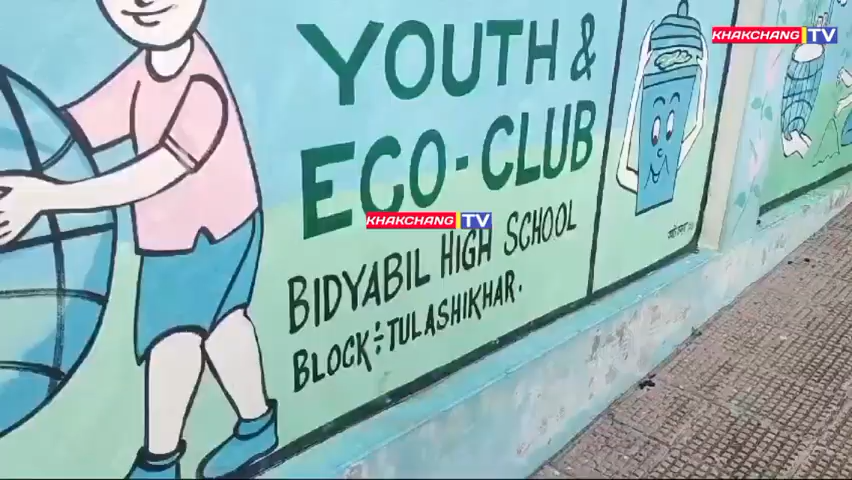 KHAKCHANG TV
YOUTH &
ECO-CLUB
KHAKCHANG TV
BIDYABIL HIGH SCHOOL
BLOCK÷TULASHIKHAR.